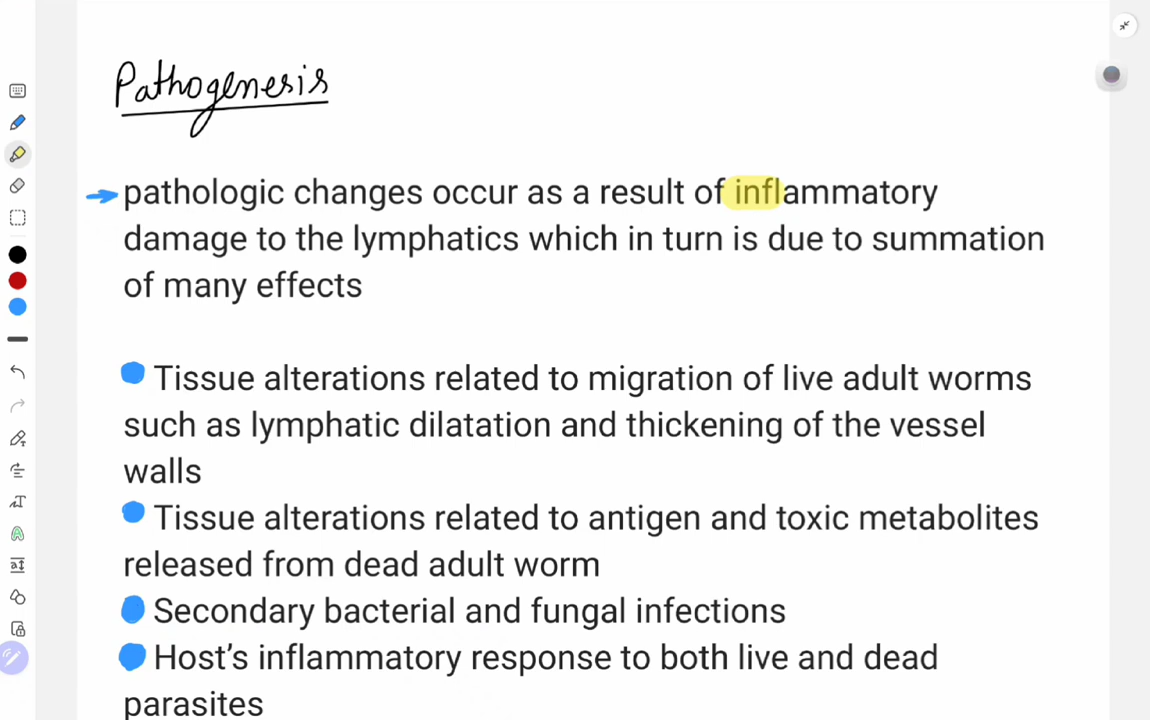 Pathogenesis
pathologic changes occur as a result of inflammatory
damage to the lymphatics which in turn is due to summation
of many effects
Tissue alterations related to migration of live adult worms
such as lymphatic dilatation and thickening of the vessel
walls
Tissue alterations related to antigen and toxic metabolites
released from dead adult worm
Secondary bacterial and fungal infections
Host’s inflammatory response to both live and dead
parasites